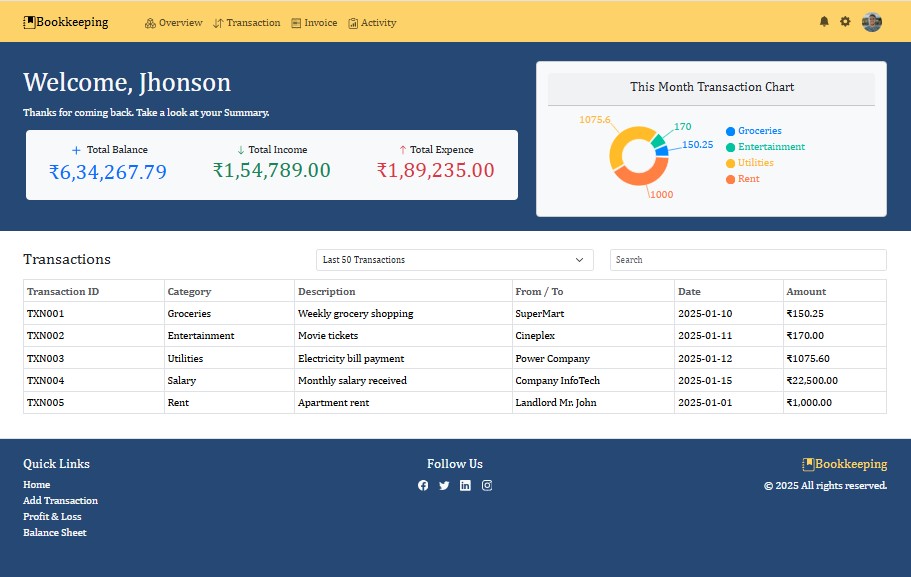 Bookkeeping Overview Transaction Invoice Activity
Welcome, Jhonson
Thanks for coming back. Take a look at your Summary.
Total Balance
₹6,34,267.79
Total Income
₹1,54,789.00
Total Expence
₹1,89,235.00
This Month Transaction Chart
1075.6
170
150.25
1000
Groceries
Entertainment
Utilities
Rent
Transactions
Last 50 Transactions
Search
Transaction ID Category Description From / To Date Amount
TXN001 Groceries Weekly grocery shopping SuperMart 2025-01-10 ₹150.25
TXN002 Entertainment Movie tickets Cineplex 2025-01-11 ₹170.00
TXN003 Utilities Electricity bill payment Power Company 2025-01-12 ₹1075.60
TXN004 Salary Monthly salary received Company InfoTech 2025-01-15 ₹22,500.00
TXN005 Rent Apartment rent Landlord Mr. John 2025-01-01 ₹1,000.00
Quick Links
Home
Add Transaction
Profit & Loss
Balance Sheet
Follow Us
Bookkeeping
© 2025 All rights reserved.